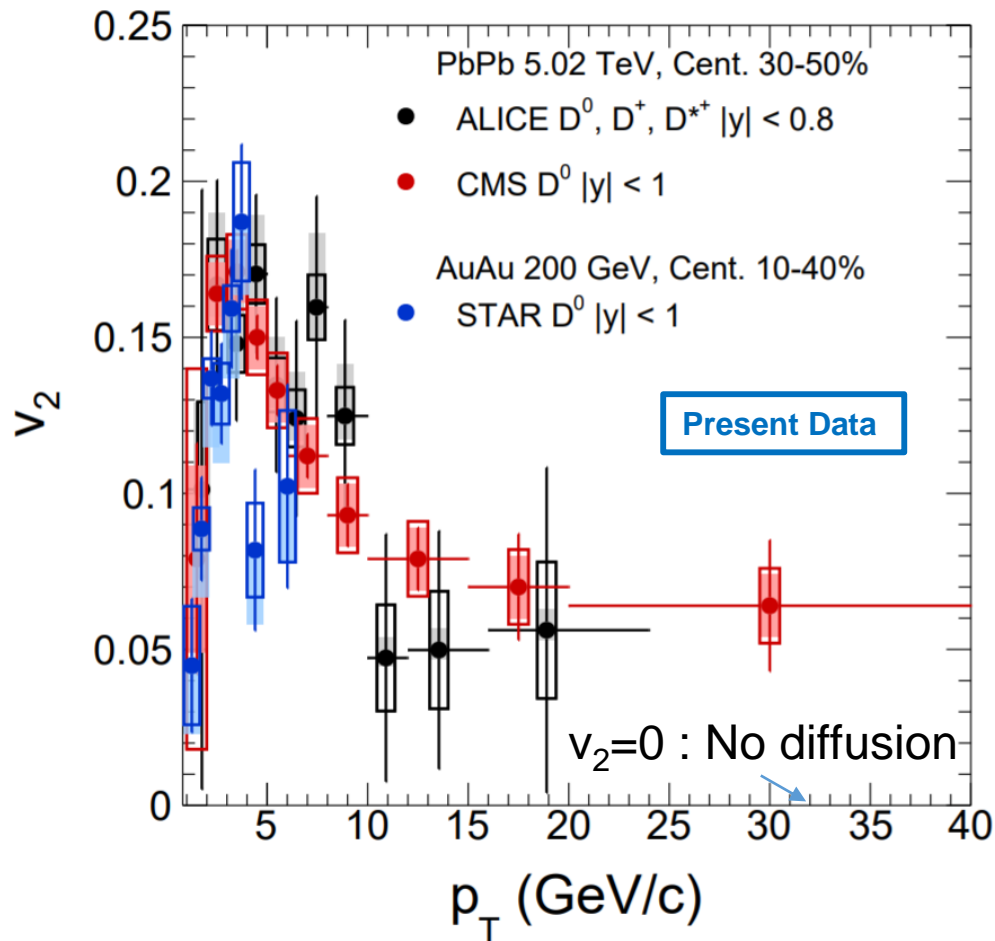 0.25
0.2
0.15
0.1
0.05
0
v₂
PbPb 5.02 TeV, Cent. 30-50%
ALICE D⁰, D⁺, D*⁺ |y| < 0.8
CMS D⁰ |y| < 1
AuAu 200 GeV, Cent. 10-40%
STAR D⁰ |y| < 1
Present Data
v₂=0 : No diffusion
5 10 15 20 25 30 35 40
p_T (GeV/c)